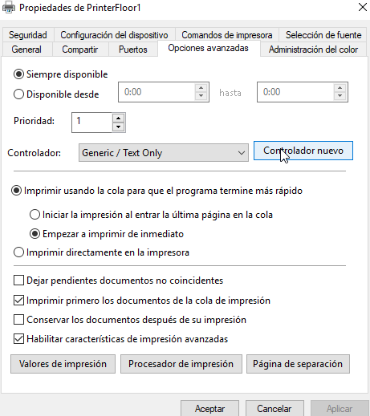 Propiedades de PrinterFloor1
Seguridad Configuración del dispositivo Comandos de impresora Selección de fuente
General Compartir Puertos Opciones avanzadas Administración del color
Siempre disponible
Disponible desde 0:00 hasta 0:00
Prioridad: 1
Controlador: Generic / Text Only Controlador nuevo
Imprimir usando la cola para que el programa termine más rápido
Iniciar la impresión al entrar la última página en la cola
Empezar a imprimir de inmediato
Imprimir directamente en la impresora
Dejar pendientes documentos no coincidentes
Imprimir primero los documentos de la cola de impresión
Conservar los documentos después de su impresión
Habilitar características de impresión avanzadas
Valores de impresión Procesador de impresión Página de separación
Aceptar Cancelar Aplicar